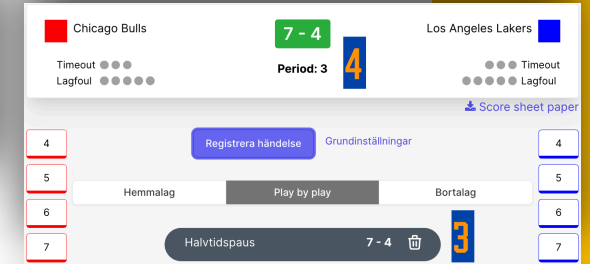 Chicago Bulls
7 - 4
Los Angeles Lakers
Timeout
Period: 3
4
Timeout
Lagfoul
Lagfoul
Score sheet paper
Registrera händelse
Grundinställningar
4
4
5
5
Hemmalag
Play by play
Bortalag
6
6
Halvtidspaus
7 - 4
3
7
7